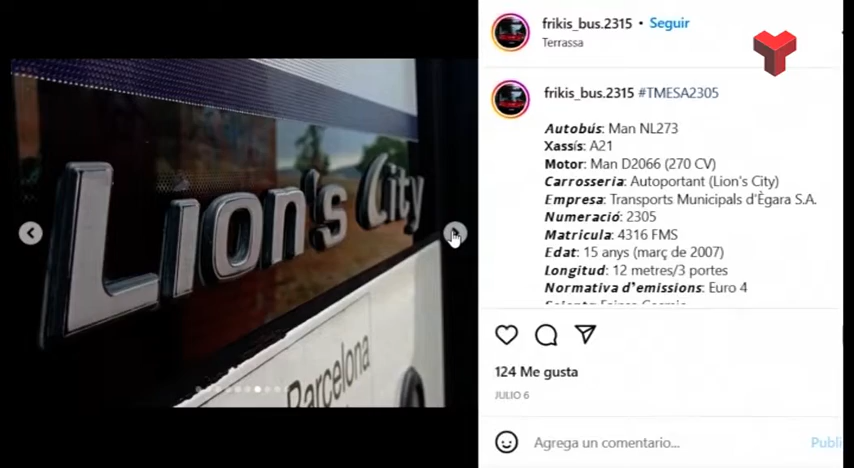 Lion's City
Barcelona
frikis_bus.2315 • Seguir
Terrassa
frikis_bus.2315 #TMESA2305
Autobús: Man NL273
Xassís: A21
Motor: Man D2066 (270 CV)
Carrosseria: Autoportant (Lion's City)
Empresa: Transports Municipals d'Ègara S.A.
Numeració: 2305
Matricula: 4316 FMS
Edat: 15 anys (març de 2007)
Longitud: 12 metres/3 portes
Normativa d'emissions: Euro 4
124 Me gusta
JULIO 6
Agrega un comentario...
Publi